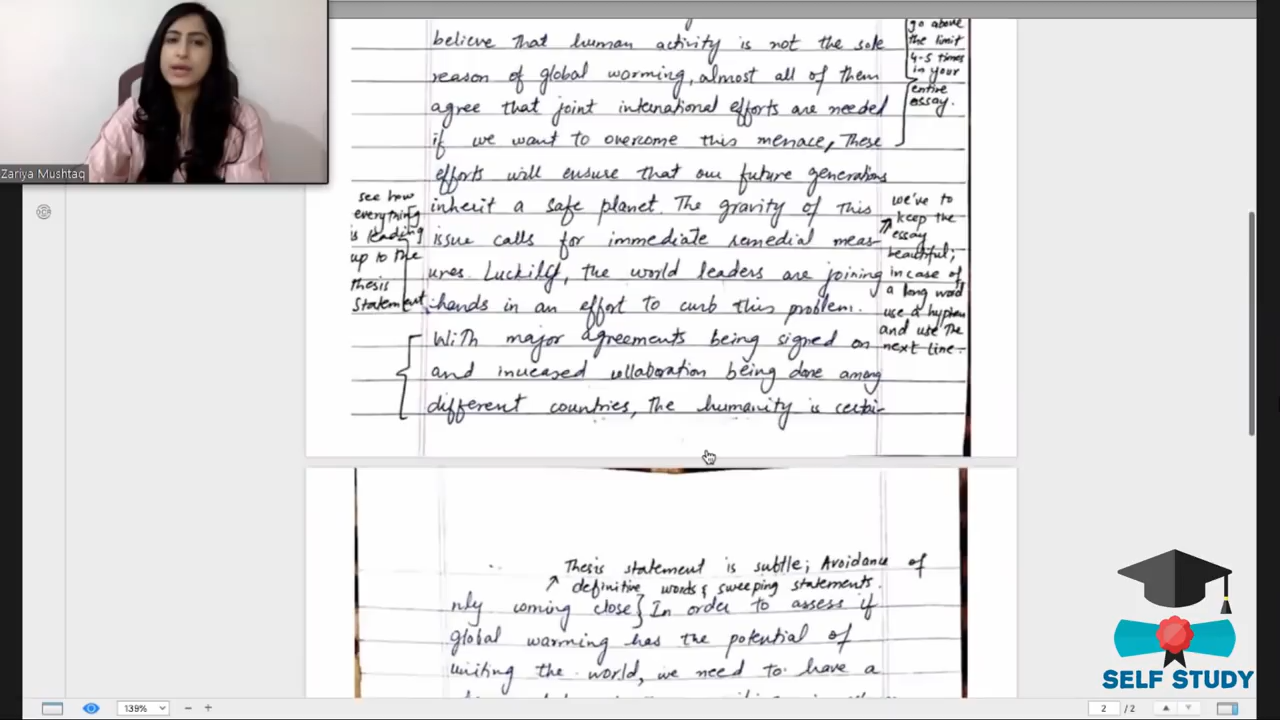 believe that human activity is not the sole
reason of global warming, almost all of them
agree that joint international efforts are needed
if we want to overcome this menace, These
efforts will ensure that our future generations
inherit a safe planet. The gravity of this
issue calls for immediate remedial meas-
ures. Luckily, the world leaders are joining
hands in an effort to curb this problem.
With major agreements being signed on
and increased collaboration being done among
different countries, the humanity is certai-
go above
the limit
4-5 times
in your
entire
essay.
see how
everything
is leading
up to the
thesis
statement
we've to
keep the
essay
beautiful;
incase of
a long word
use a hyphen
and use the
next line.
Thesis statement is subtle; Avoidance of
definitive words & sweeping statements.
nly coming close} In order to assess if
global warming has the potential of
uniting the world, we need to have a
Zariya Mushtaq
139%
2 / 2
SELF STUDY